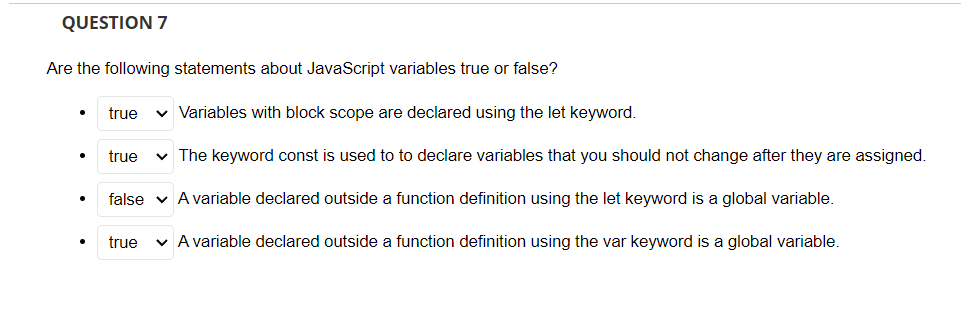 QUESTION 7
Are the following statements about JavaScript variables true or false?
• true Variables with block scope are declared using the let keyword.
• true The keyword const is used to to declare variables that you should not change after they are assigned.
• false A variable declared outside a function definition using the let keyword is a global variable.
• true A variable declared outside a function definition using the var keyword is a global variable.